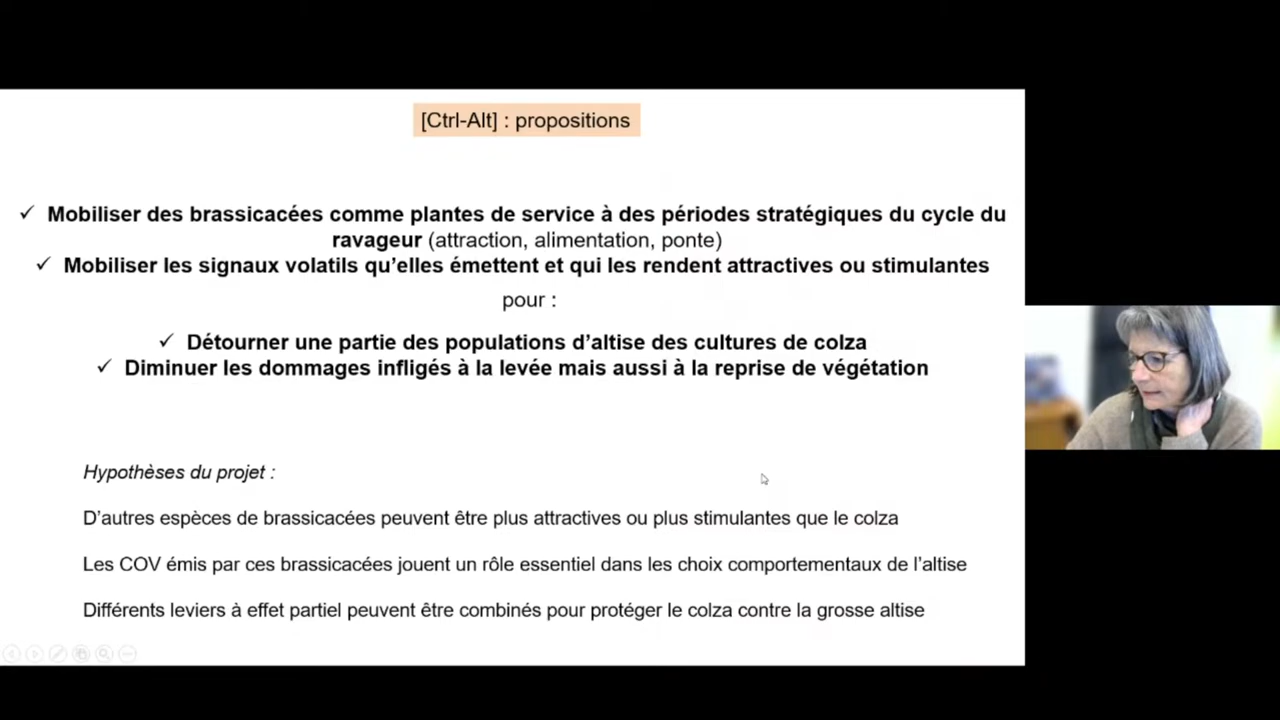 [Ctrl-Alt] : propositions
✓ Mobiliser des brassicacées comme plantes de service à des périodes stratégiques du cycle du
ravageur (attraction, alimentation, ponte)
✓ Mobiliser les signaux volatils qu'elles émettent et qui les rendent attractives ou stimulantes
pour :
✓ Détourner une partie des populations d'altise des cultures de colza
✓ Diminuer les dommages infligés à la levée mais aussi à la reprise de végétation
Hypothèses du projet :
D'autres espèces de brassicacées peuvent être plus attractives ou plus stimulantes que le colza
Les COV émis par ces brassicacées jouent un rôle essentiel dans les choix comportementaux de l'altise
Différents leviers à effet partiel peuvent être combinés pour protéger le colza contre la grosse altise